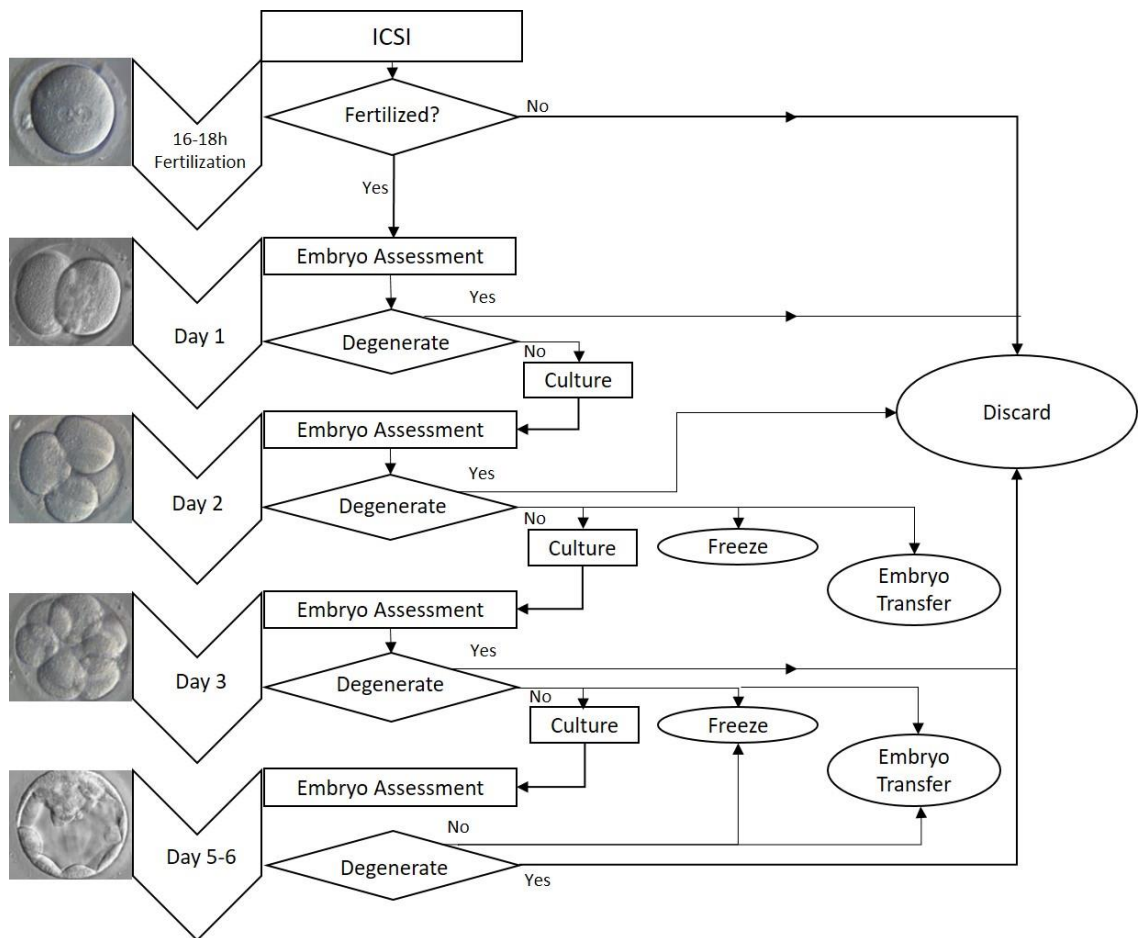 ICSI
Fertilized?
No
16-18h
Fertilization
Yes
Embryo Assessment
Yes
Day 1
Degenerate
No
Culture
Discard
Embryo Assessment
Yes
Day 2
Degenerate
No
Culture
Freeze
Embryo
Transfer
Embryo Assessment
Yes
Day 3
Degenerate
No
Culture
Freeze
Embryo
Transfer
Embryo Assessment
No
Day 5-6
Degenerate
Yes